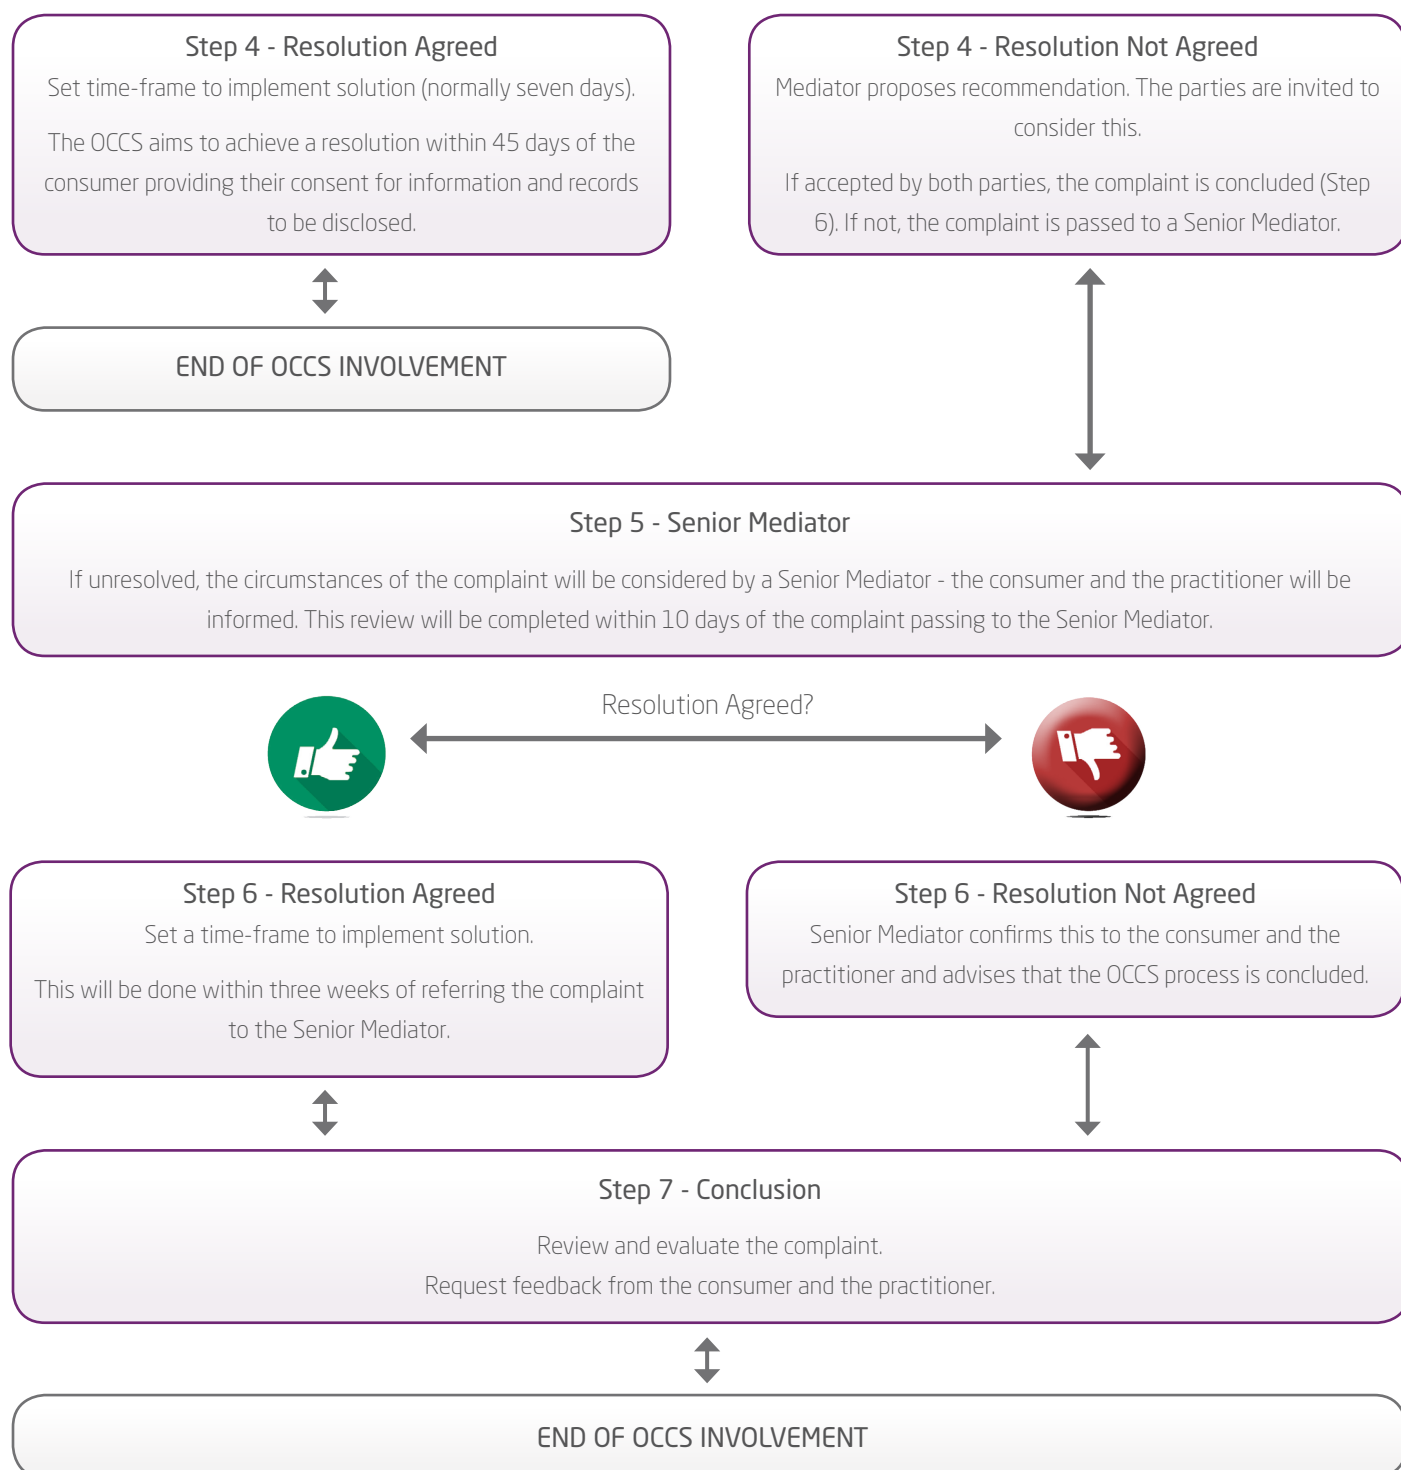 Step 4 - Resolution Agreed
Set time-frame to implement solution (normally seven days).
The OCCS aims to achieve a resolution within 45 days of the
consumer providing their consent for information and records
to be disclosed.
END OF OCCS INVOLVEMENT
Step 4 - Resolution Not Agreed
Mediator proposes recommendation. The parties are invited to
consider this.
If accepted by both parties, the complaint is concluded (Step
6). If not, the complaint is passed to a Senior Mediator.
Step 5 - Senior Mediator
If unresolved, the circumstances of the complaint will be considered by a Senior Mediator - the consumer and the practitioner will be
informed. This review will be completed within 10 days of the complaint passing to the Senior Mediator.
Resolution Agreed?
Step 6 - Resolution Agreed
Set a time-frame to implement solution.
This will be done within three weeks of referring the complaint
to the Senior Mediator.
Step 6 - Resolution Not Agreed
Senior Mediator confirms this to the consumer and the
practitioner and advises that the OCCS process is concluded.
Step 7 - Conclusion
Review and evaluate the complaint.
Request feedback from the consumer and the practitioner.
END OF OCCS INVOLVEMENT